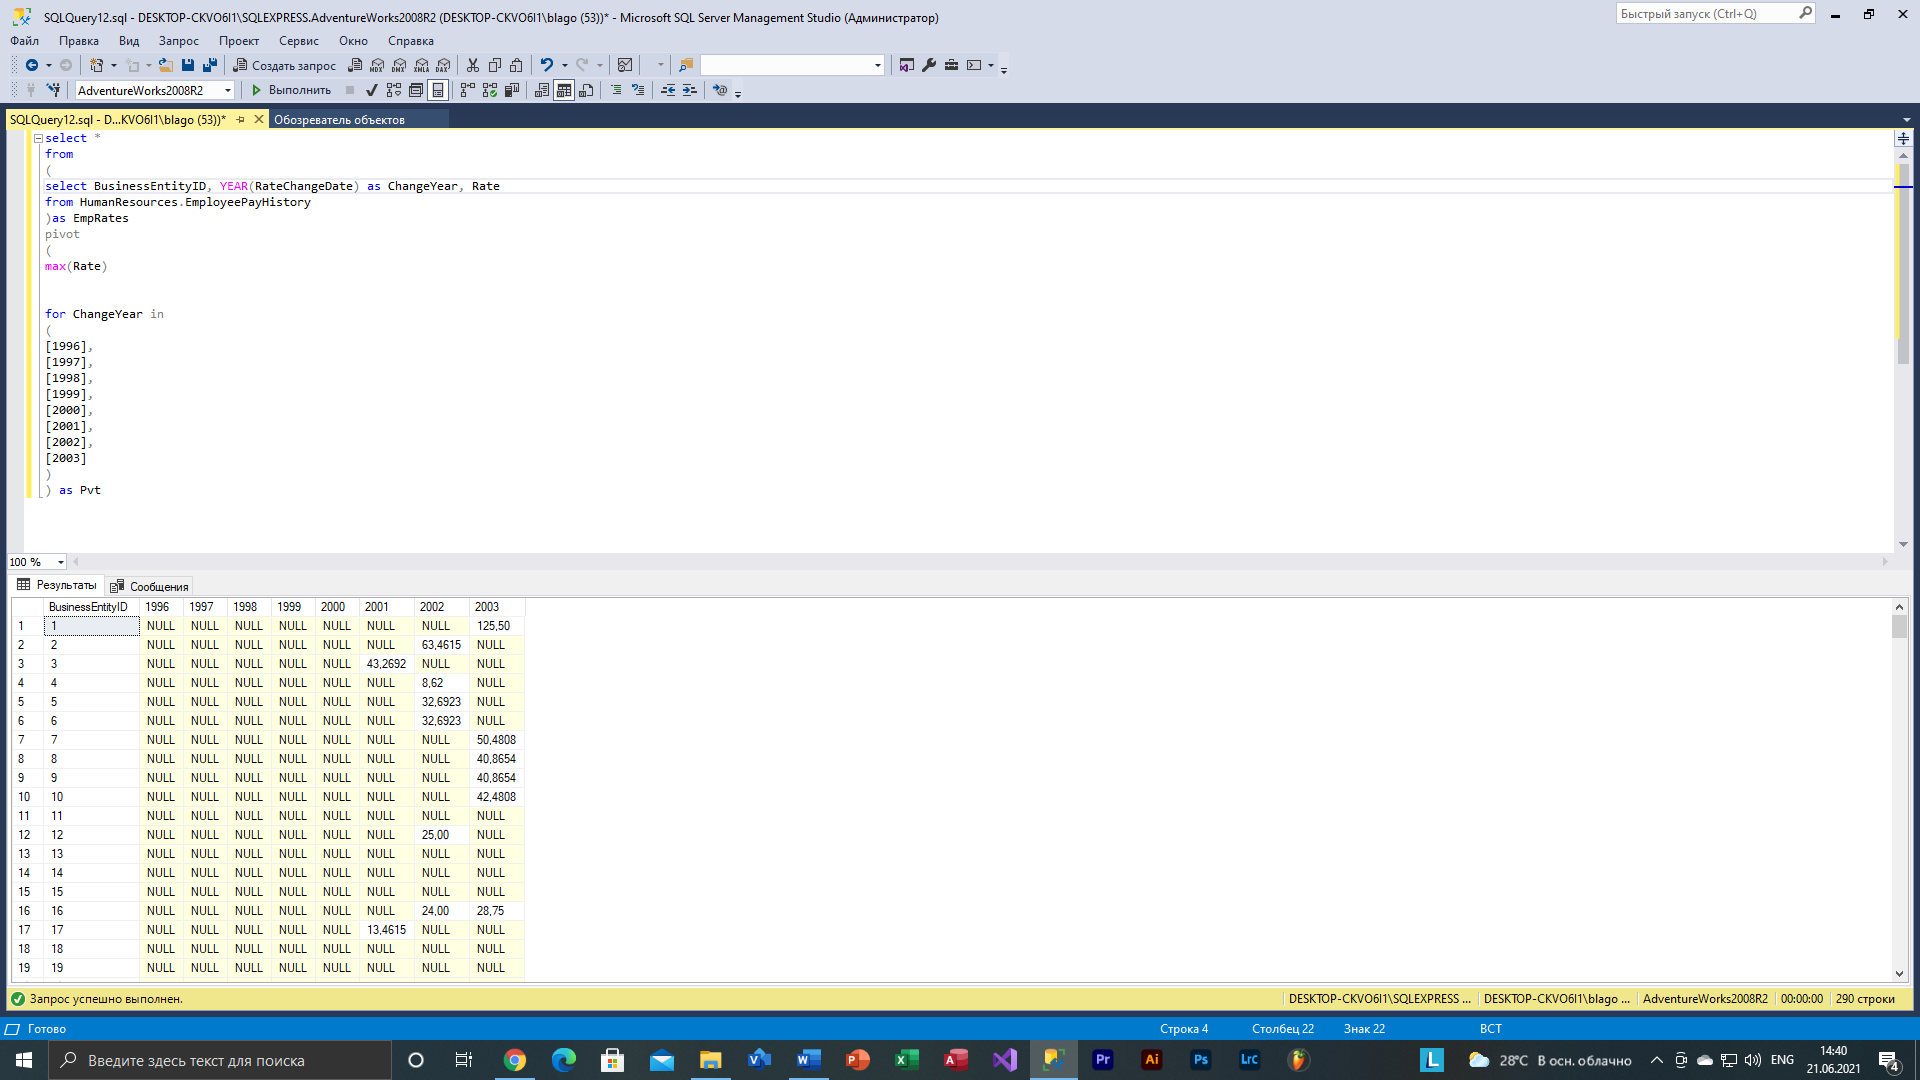 SQLQuery12.sql - DESKTOP-CKVO6I1\SQLEXPRESS.AdventureWorks2008R2 (DESKTOP-CKVO6I1\blago (53))* - Microsoft SQL Server Management Studio (Администратор)
Быстрый запуск (Ctrl+Q)
Файл Правка Вид Запрос Проект Сервис Окно Справка
Создать запрос MDX DMX XMLA DAX
AdventureWorks2008R2 Выполнить
SQLQuery12.sql - D...KVO6I1\blago (53))* Обозреватель объектов
select *
from
(
select BusinessEntityID, YEAR(RateChangeDate) as ChangeYear, Rate
from HumanResources.EmployeePayHistory
)as EmpRates
pivot
(
max(Rate)
for ChangeYear in
(
[1996],
[1997],
[1998],
[1999],
[2000],
[2001],
[2002],
[2003]
)
) as Pvt
100 %
Результаты Сообщения
BusinessEntityID 1996 1997 1998 1999 2000 2001 2002 2003
1 1 NULL NULL NULL NULL NULL NULL NULL 125,50
2 2 NULL NULL NULL NULL NULL NULL 63,4615 NULL
3 3 NULL NULL NULL NULL NULL 43,2692 NULL NULL
4 4 NULL NULL NULL NULL NULL NULL 8,62 NULL
5 5 NULL NULL NULL NULL NULL NULL 32,6923 NULL
6 6 NULL NULL NULL NULL NULL NULL 32,6923 NULL
7 7 NULL NULL NULL NULL NULL NULL NULL 50,4808
8 8 NULL NULL NULL NULL NULL NULL NULL 40,8654
9 9 NULL NULL NULL NULL NULL NULL NULL 40,8654
10 10 NULL NULL NULL NULL NULL NULL NULL 42,4808
11 11 NULL NULL NULL NULL NULL NULL NULL NULL
12 12 NULL NULL NULL NULL NULL NULL 25,00 NULL
13 13 NULL NULL NULL NULL NULL NULL NULL NULL
14 14 NULL NULL NULL NULL NULL NULL NULL NULL
15 15 NULL NULL NULL NULL NULL NULL NULL NULL
16 16 NULL NULL NULL NULL NULL NULL 24,00 28,75
17 17 NULL NULL NULL NULL NULL 13,4615 NULL NULL
18 18 NULL NULL NULL NULL NULL NULL NULL NULL
19 19 NULL NULL NULL NULL NULL NULL NULL NULL
Запрос успешно выполнен. DESKTOP-CKVO6I1\SQLEXPRESS ... DESKTOP-CKVO6I1\blago ... AdventureWorks2008R2 00:00:00 290 строки
Готово Строка 4 Столбец 22 Знак 22 ВСТ
Введите здесь текст для поиска Pr Ai Ps Lrc L 28°C В осн. облачно ENG 14:40
21.06.2021 4